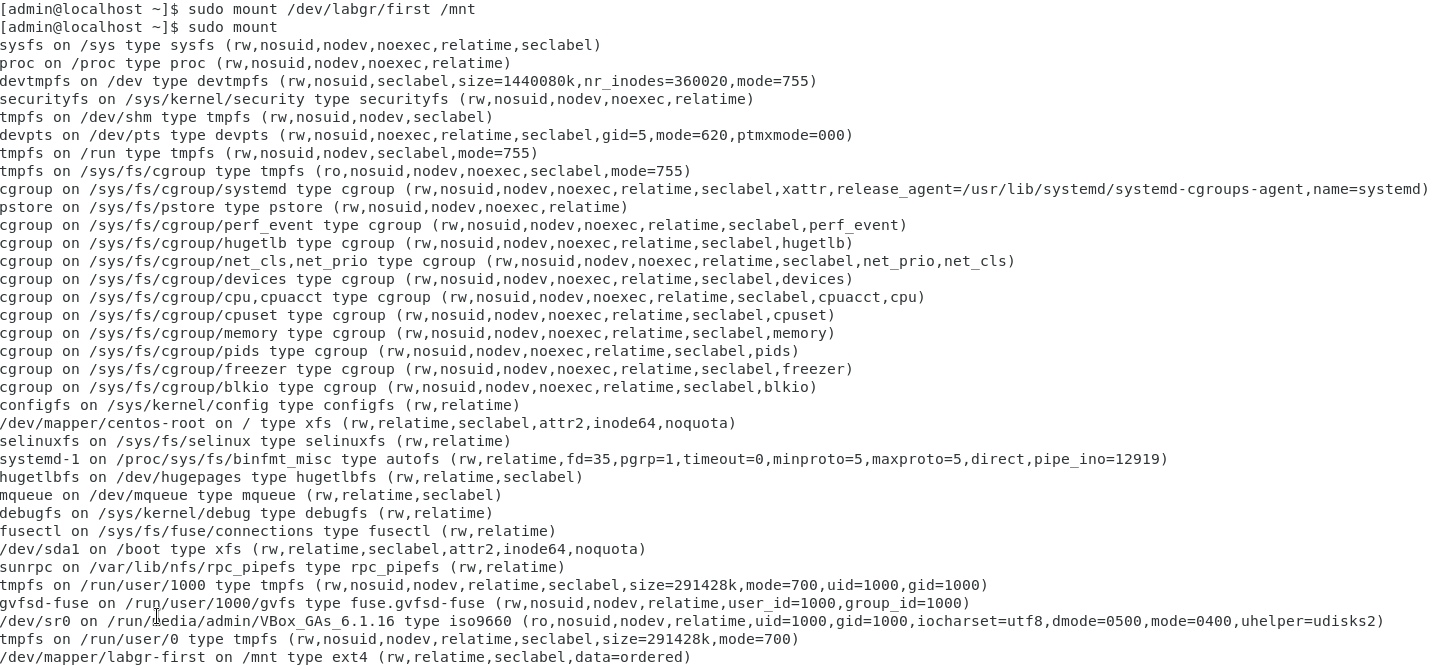 [admin@localhost ~]$ sudo mount /dev/labgr/first /mnt
[admin@localhost ~]$ sudo mount
sysfs on /sys type sysfs (rw,nosuid,nodev,noexec,relatime,seclabel)
proc on /proc type proc (rw,nosuid,nodev,noexec,relatime)
devtmpfs on /dev type devtmpfs (rw,nosuid,seclabel,size=1440080k,nr_inodes=360020,mode=755)
securityfs on /sys/kernel/security type securityfs (rw,nosuid,nodev,noexec,relatime)
tmpfs on /dev/shm type tmpfs (rw,nosuid,nodev,seclabel)
devpts on /dev/pts type devpts (rw,nosuid,noexec,relatime,seclabel,gid=5,mode=620,ptmxmode=000)
tmpfs on /run type tmpfs (rw,nosuid,nodev,seclabel,mode=755)
tmpfs on /sys/fs/cgroup type tmpfs (ro,nosuid,nodev,noexec,seclabel,mode=755)
cgroup on /sys/fs/cgroup/systemd type cgroup (rw,nosuid,nodev,noexec,relatime,seclabel,xattr,release_agent=/usr/lib/systemd/systemd-cgroups-agent,name=systemd)
pstore on /sys/fs/pstore type pstore (rw,nosuid,nodev,noexec,relatime)
cgroup on /sys/fs/cgroup/perf_event type cgroup (rw,nosuid,nodev,noexec,relatime,seclabel,perf_event)
cgroup on /sys/fs/cgroup/hugetlb type cgroup (rw,nosuid,nodev,noexec,relatime,seclabel,hugetlb)
cgroup on /sys/fs/cgroup/net_cls,net_prio type cgroup (rw,nosuid,nodev,noexec,relatime,seclabel,net_prio,net_cls)
cgroup on /sys/fs/cgroup/devices type cgroup (rw,nosuid,nodev,noexec,relatime,seclabel,devices)
cgroup on /sys/fs/cgroup/cpu,cpuacct type cgroup (rw,nosuid,nodev,noexec,relatime,seclabel,cpuacct,cpu)
cgroup on /sys/fs/cgroup/cpuset type cgroup (rw,nosuid,nodev,noexec,relatime,seclabel,cpuset)
cgroup on /sys/fs/cgroup/memory type cgroup (rw,nosuid,nodev,noexec,relatime,seclabel,memory)
cgroup on /sys/fs/cgroup/pids type cgroup (rw,nosuid,nodev,noexec,relatime,seclabel,pids)
cgroup on /sys/fs/cgroup/freezer type cgroup (rw,nosuid,nodev,noexec,relatime,seclabel,freezer)
cgroup on /sys/fs/cgroup/blkio type cgroup (rw,nosuid,nodev,noexec,relatime,seclabel,blkio)
configfs on /sys/kernel/config type configfs (rw,relatime)
/dev/mapper/centos-root on / type xfs (rw,relatime,seclabel,attr2,inode64,noquota)
selinuxfs on /sys/fs/selinux type selinuxfs (rw,relatime)
systemd-1 on /proc/sys/fs/binfmt_misc type autofs (rw,relatime,fd=35,pgrp=1,timeout=0,minproto=5,maxproto=5,direct,pipe_ino=12919)
hugetlbfs on /dev/hugepages type hugetlbfs (rw,relatime,seclabel)
mqueue on /dev/mqueue type mqueue (rw,relatime,seclabel)
debugfs on /sys/kernel/debug type debugfs (rw,relatime)
fusectl on /sys/fs/fuse/connections type fusectl (rw,relatime)
/dev/sda1 on /boot type xfs (rw,relatime,seclabel,attr2,inode64,noquota)
sunrpc on /var/lib/nfs/rpc_pipefs type rpc_pipefs (rw,relatime)
tmpfs on /run/user/1000 type tmpfs (rw,nosuid,nodev,relatime,seclabel,size=291428k,mode=700,uid=1000,gid=1000)
gvfsd-fuse on /run/user/1000/gvfs type fuse.gvfsd-fuse (rw,nosuid,nodev,relatime,user_id=1000,group_id=1000)
/dev/sr0 on /run/media/admin/VBox_GAs_6.1.16 type iso9660 (ro,nosuid,nodev,relatime,uid=1000,gid=1000,iocharset=utf8,dmode=0500,mode=0400,uhelper=udisks2)
tmpfs on /run/user/0 type tmpfs (rw,nosuid,nodev,relatime,seclabel,size=291428k,mode=700)
/dev/mapper/labgr-first on /mnt type ext4 (rw,relatime,seclabel,data=ordered)